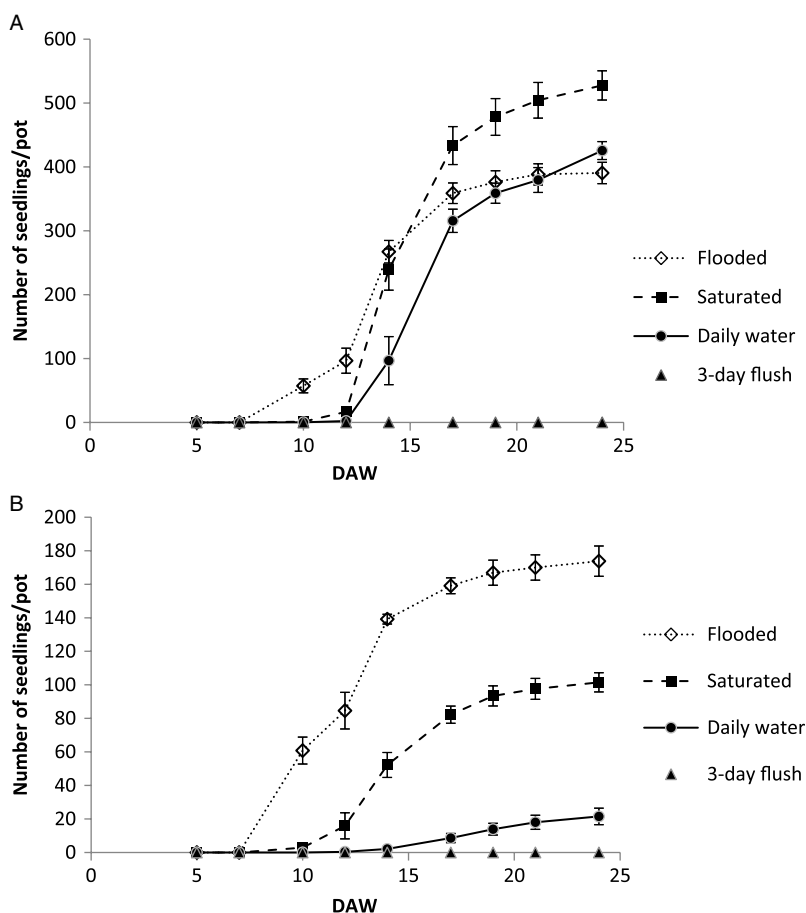 A
600
500
400
300
200
100
0
Number of seedlings/pot
0 5 10 15 20 25
DAW
Flooded
Saturated
Daily water
3-day flush
B
200
180
160
140
120
100
80
60
40
20
0
Number of seedlings/pot
0 5 10 15 20 25
DAW
Flooded
Saturated
Daily water
3-day flush